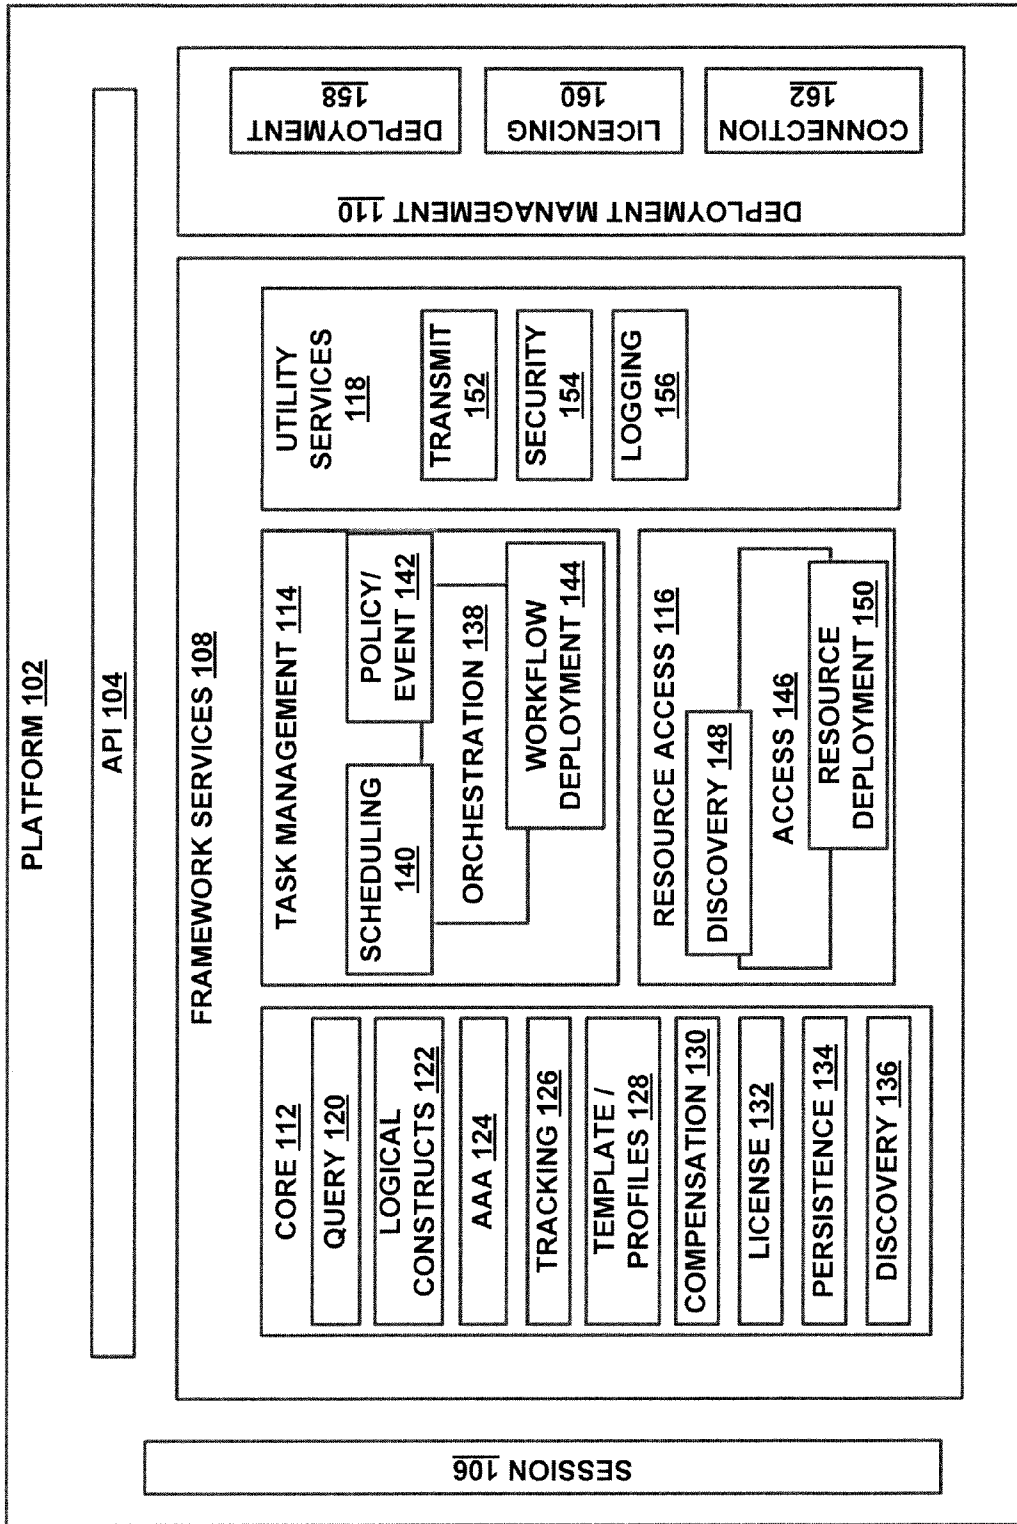 PLATFORM 102
API 104
SESSION 106
FRAMEWORK SERVICES 108
CORE 112
QUERY 120
LOGICAL
CONSTRUCTS 122
AAA 124
TRACKING 126
TEMPLATE /
PROFILES 128
COMPENSATION 130
LICENSE 132
PERSISTENCE 134
DISCOVERY 136
TASK MANAGEMENT 114
SCHEDULING
140
POLICY/
EVENT 142
ORCHESTRATION 138
WORKFLOW
DEPLOYMENT 144
RESOURCE ACCESS 116
DISCOVERY 148
ACCESS 146
RESOURCE
DEPLOYMENT 150
UTILITY
SERVICES
118
TRANSMIT
152
SECURITY
154
LOGGING
156
DEPLOYMENT MANAGEMENT 110
DEPLOYMENT
158
LICENCING
160
CONNECTION
162